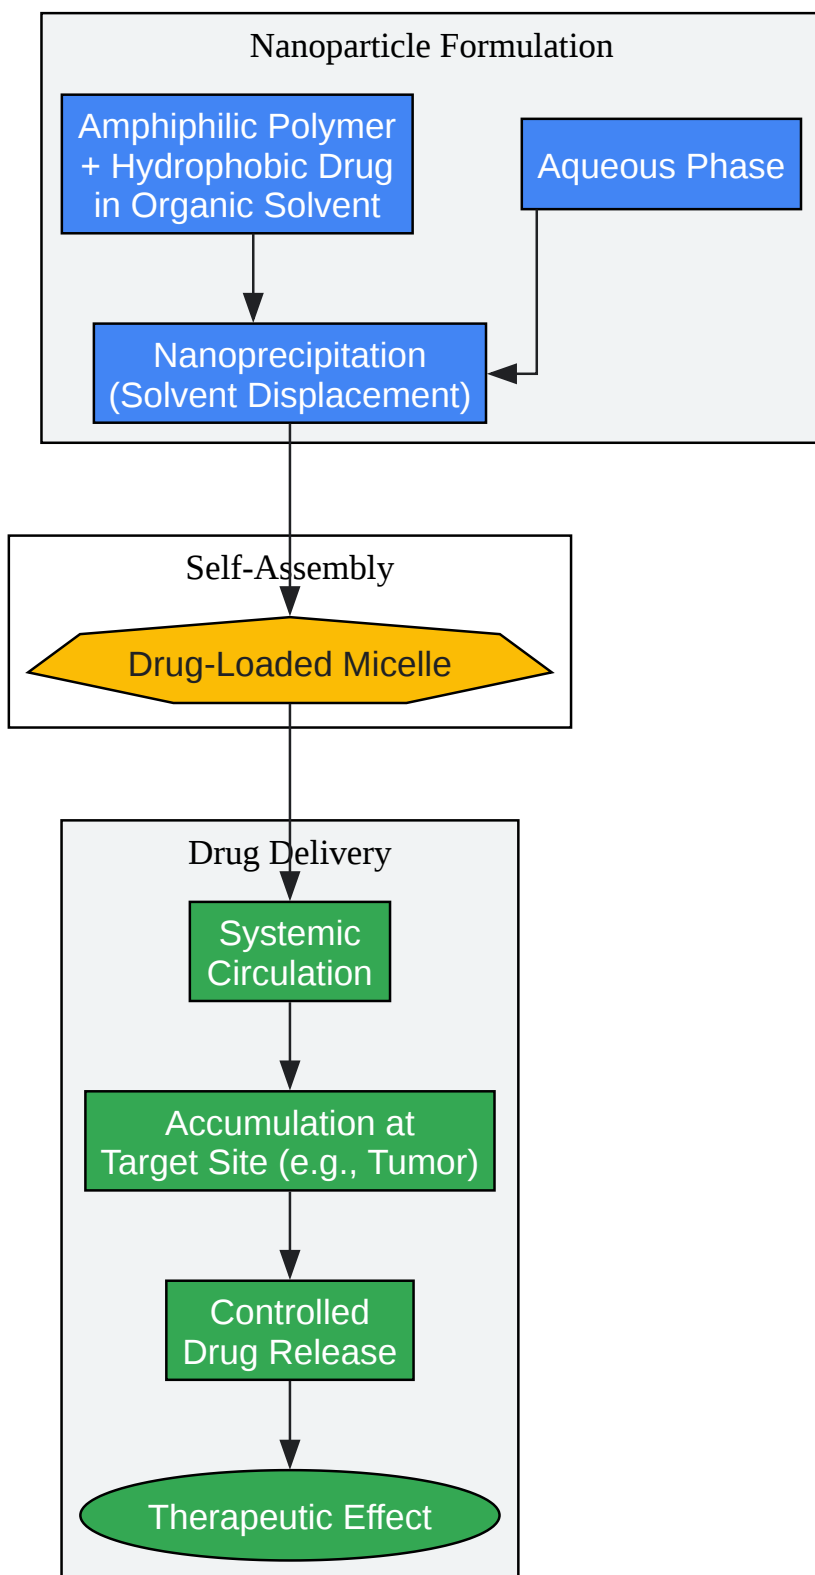 Nanoparticle Formulation
Amphiphilic Polymer
+ Hydrophobic Drug
in Organic Solvent
Aqueous Phase
Nanoprecipitation
(Solvent Displacement)
Self-Assembly
Drug-Loaded Micelle
Drug Delivery
Systemic
Circulation
Accumulation at
Target Site (e.g., Tumor)
Controlled
Drug Release
Therapeutic Effect